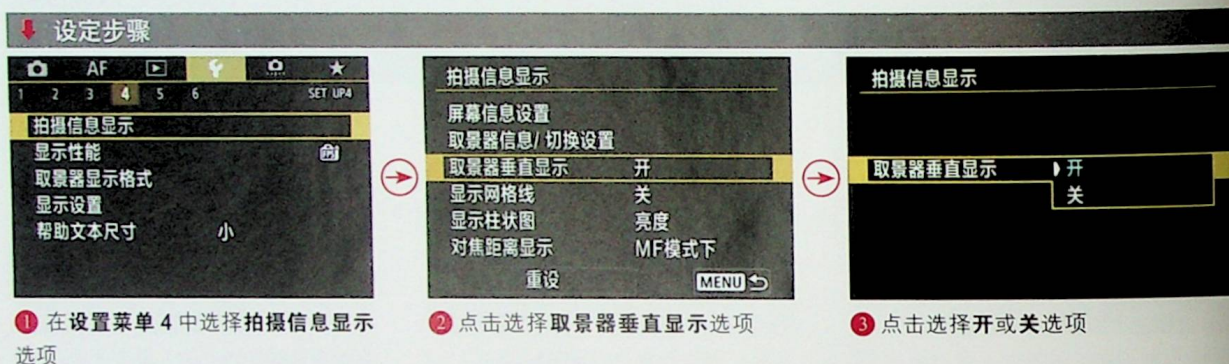 设定步骤
AF
1 2 3 4 5 6 SET UP4
拍摄信息显示
显示性能
取景器显示格式
显示设置
帮助文本尺寸 小
拍摄信息显示
屏幕信息设置
取景器信息/切换设置
取景器垂直显示 开
显示网格线 关
显示柱状图 亮度
对焦距离显示 MF模式下
重设 MENU
拍摄信息显示
取景器垂直显示 开
关
1 在设置菜单 4 中选择拍摄信息显示
选项
2 点击选择取景器垂直显示选项
3 点击选择开或关选项